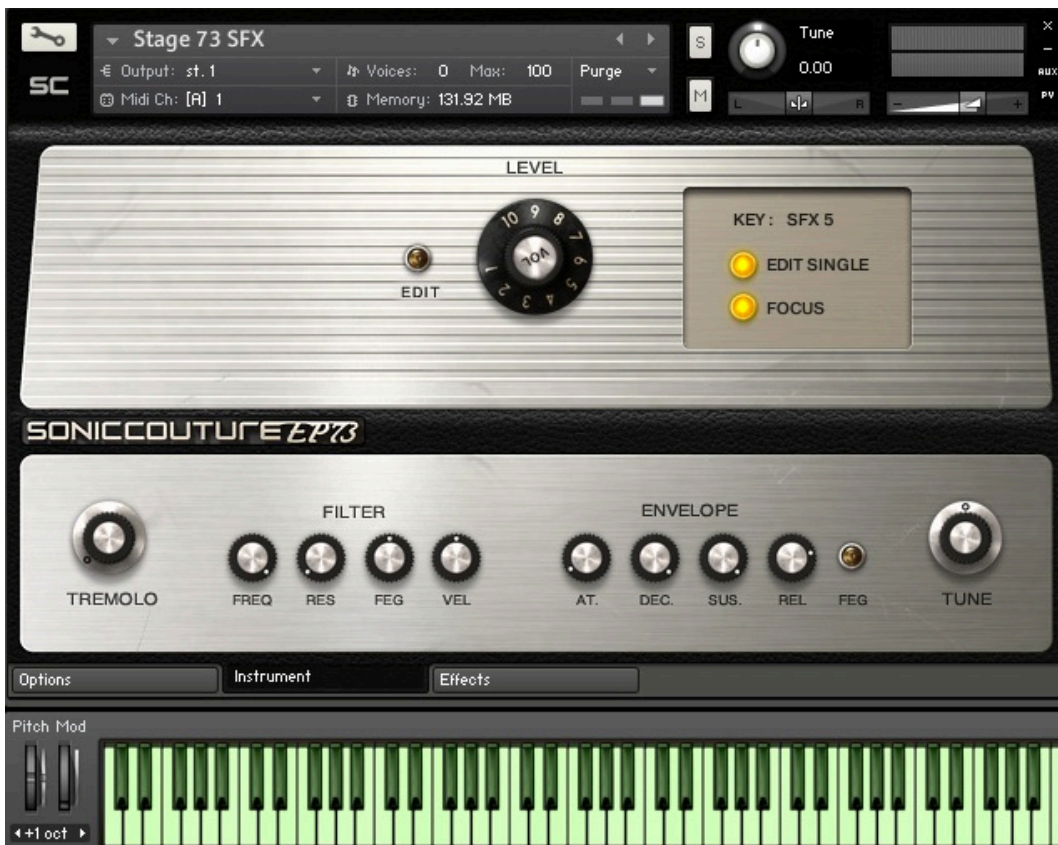 Stage 73 SFX
Output: st.1
Voices: 0 Max: 100
Purge
Midi Ch: [A] 1
Memory: 131.92 MB
SC
S
M
Tune
0.00
L
R
-
+
x
-
AUX
PV
LEVEL
10 9 8 7 6 5 4 3 2 1
VOL
EDIT
KEY: SFX 5
EDIT SINGLE
FOCUS
SONICCOUTURE EP73
FILTER
ENVELOPE
TREMOLO
FREQ
RES
FEG
VEL
AT.
DEC.
SUS.
REL
FEG
TUNE
Options
Instrument
Effects
Pitch Mod
+1 oct